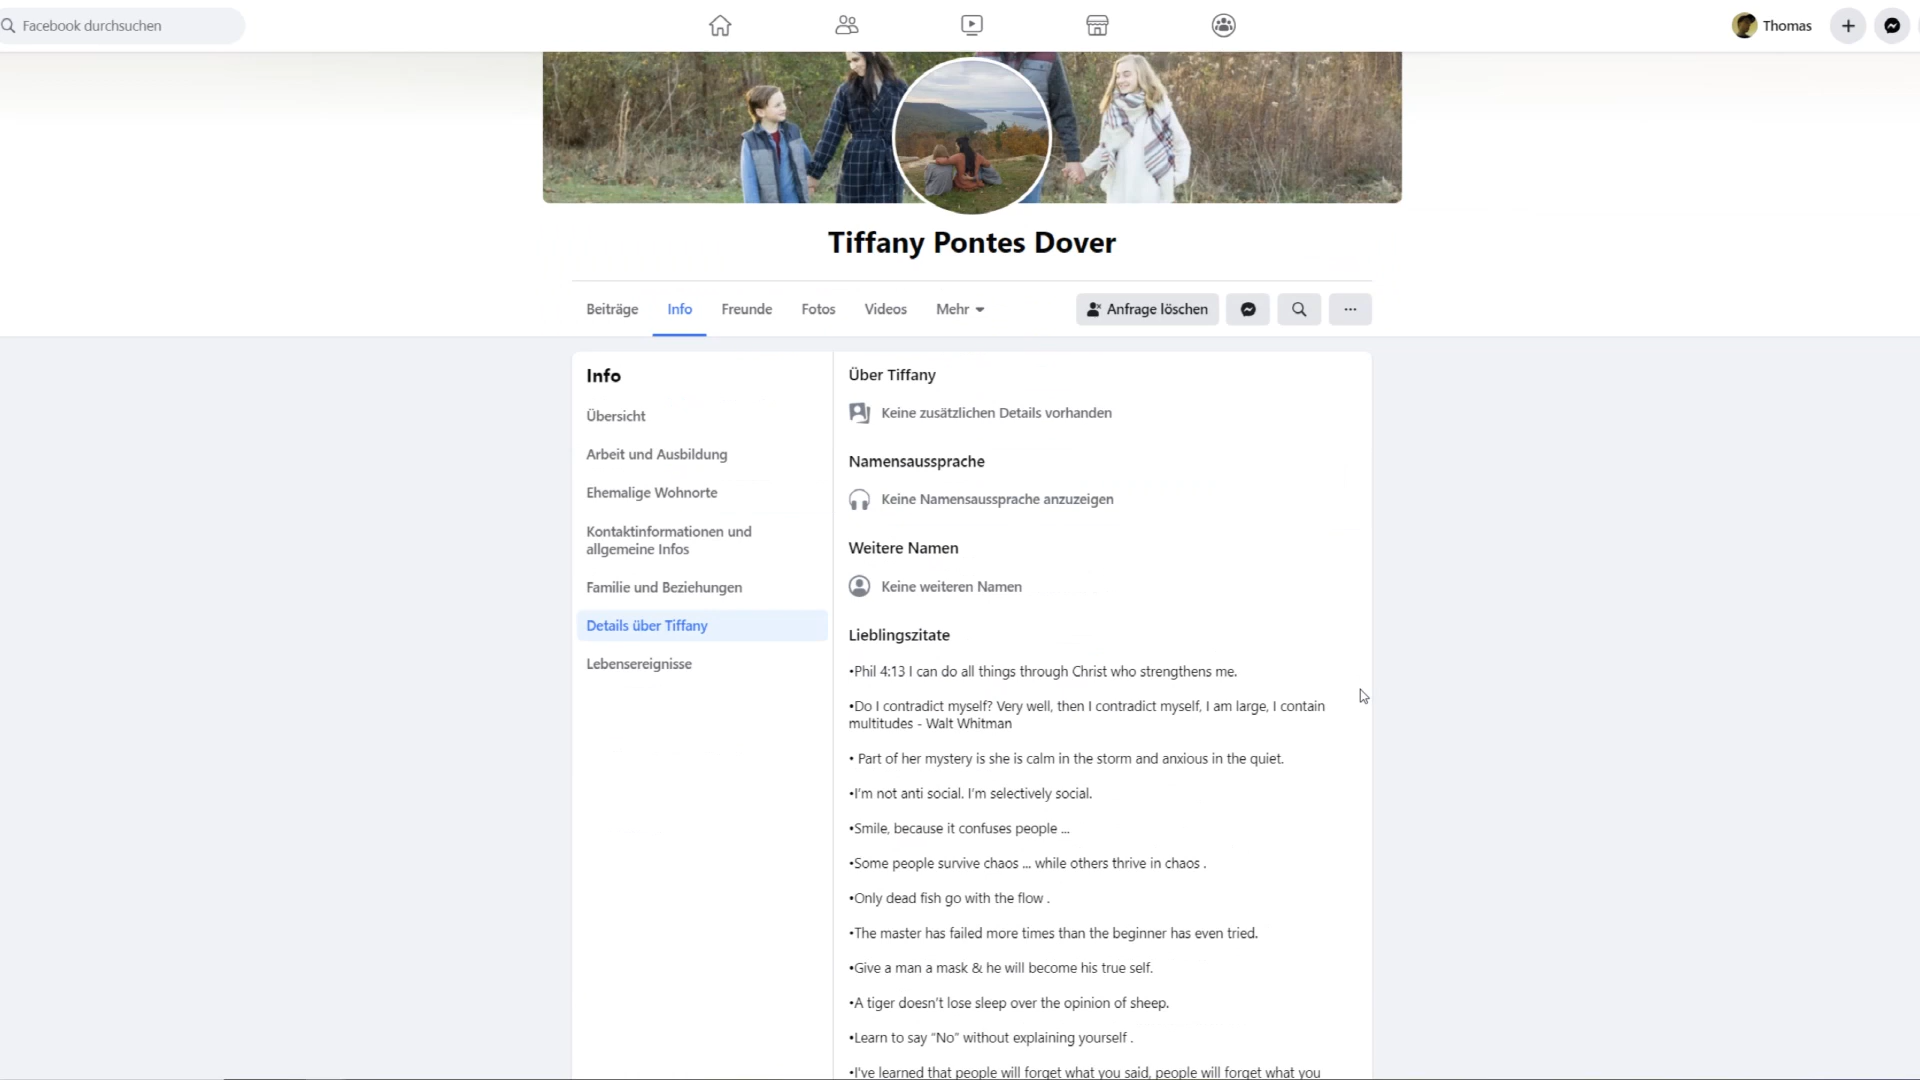 Facebook durchsuchen
Thomas
Tiffany Pontes Dover
Beiträge
Info
Freunde
Fotos
Videos
Mehr
Anfrage löschen
Info
Übersicht
Arbeit und Ausbildung
Ehemalige Wohnorte
Kontaktinformationen und
allgemeine Infos
Familie und Beziehungen
Details über Tiffany
Lebensereignisse
Über Tiffany
Keine zusätzlichen Details vorhanden
Namensaussprache
Keine Namensaussprache anzuzeigen
Weitere Namen
Keine weiteren Namen
Lieblingszitate
•Phil 4:13 I can do all things through Christ who strengthens me.
•Do I contradict myself? Very well, then I contradict myself, I am large, I contain
multitudes - Walt Whitman
• Part of her mystery is she is calm in the storm and anxious in the quiet.
•I'm not anti social. I'm selectively social.
•Smile, because it confuses people ...
•Some people survive chaos ... while others thrive in chaos .
•Only dead fish go with the flow .
•The master has failed more times than the beginner has even tried.
•Give a man a mask & he will become his true self.
•A tiger doesn't lose sleep over the opinion of sheep.
•Learn to say “No” without explaining yourself .
•I've learned that people will forget what you said, people will forget what you